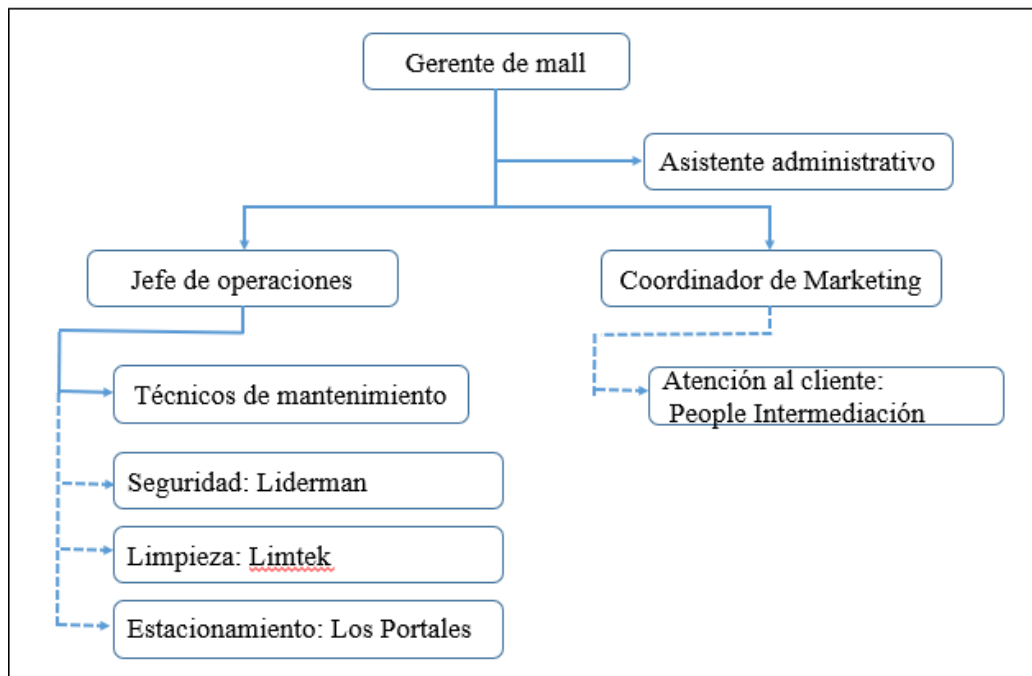 Gerente de mall
Asistente administrativo
Jefe de operaciones
Coordinador de Marketing
Técnicos de mantenimiento
Atención al cliente:
People Intermediación
Seguridad: Liderman
Limpieza: Limtek
Estacionamiento: Los Portales